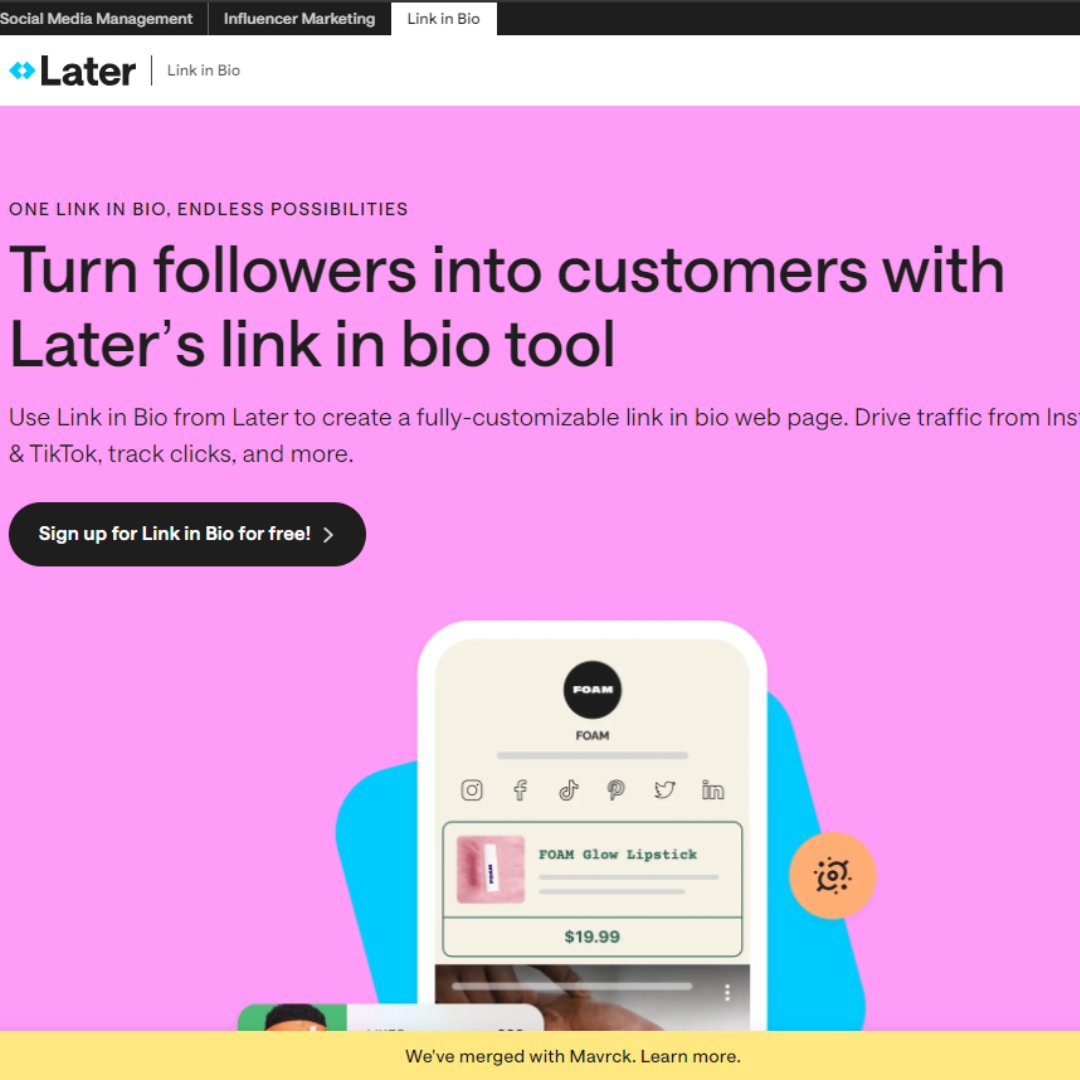 Social Media Management
Influencer Marketing
Link in Bio
Later
Link in Bio
ONE LINK IN BIO, ENDLESS POSSIBILITIES
Turn followers into customers with
Later’s link in bio tool
Use Link in Bio from Later to create a fully-customizable link in bio web page. Drive traffic from
& TikTok, track clicks, and more.
Sign up for Link in Bio for free!
FOAM
FOAM
FOAM
FOAM Glow Lipstick
$19.99
We've merged with Mavrck. Learn more.